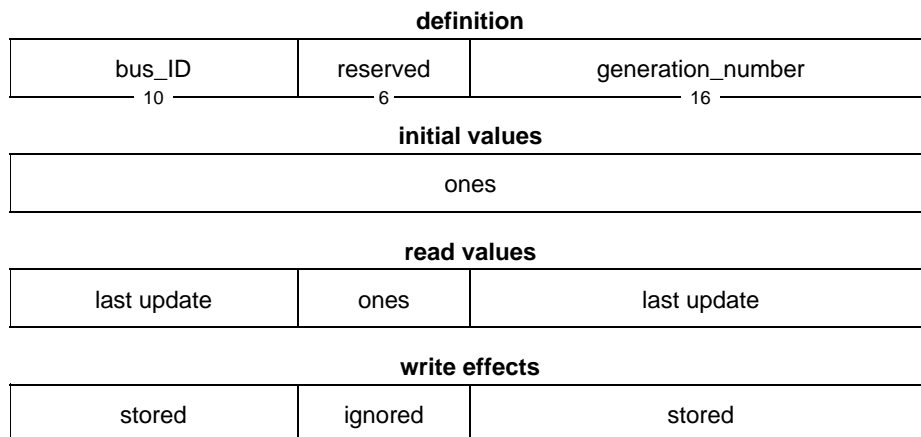 definition
bus_ID reserved generation_number
10 6 16
initial values
ones
read values
last update ones last update
write effects
stored ignored stored